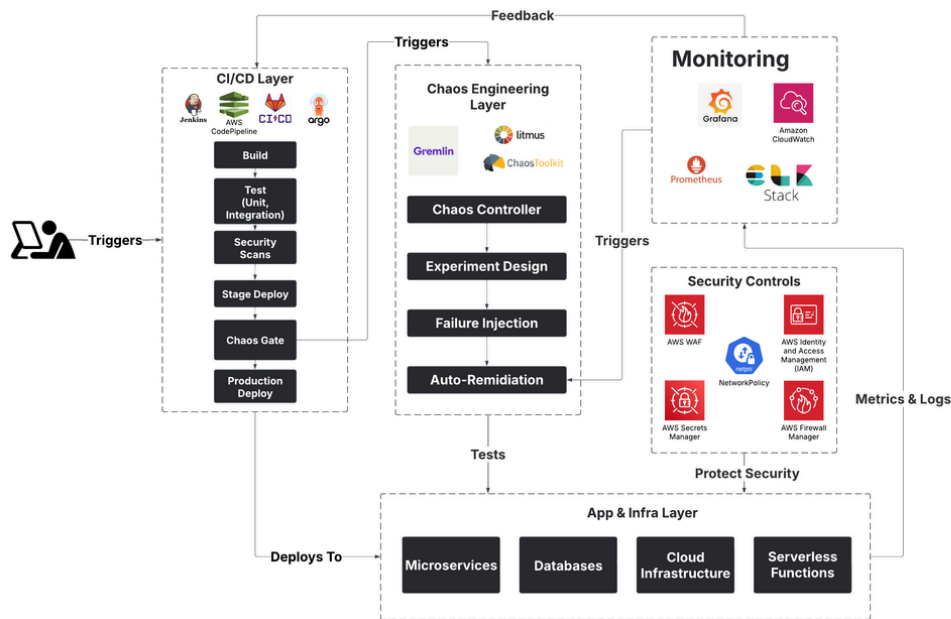 Feedback
Triggers
CI/CD Layer
Jenkins
AWS
CodePipeline
CI+CD
argo
Build
Test
(Unit,
Integration)
Security
Scans
Stage Deploy
Chaos Gate
Production
Deploy
Triggers
Chaos Engineering
Layer
Gremlin
litmus
ChaosToolkit
Chaos Controller
Experiment Design
Failure Injection
Auto-Remidiation
Monitoring
Grafana
Amazon
CloudWatch
Prometheus
ELK
Stack
Triggers
Security Controls
AWS WAF
AWS Identity
and Access
Management
(IAM)
netpol
NetworkPolicy
AWS Secrets
Manager
AWS Firewall
Manager
Metrics & Logs
Tests
Protect Security
Deploys To
App & Infra Layer
Microservices
Databases
Cloud
Infrastructure
Serverless
Functions